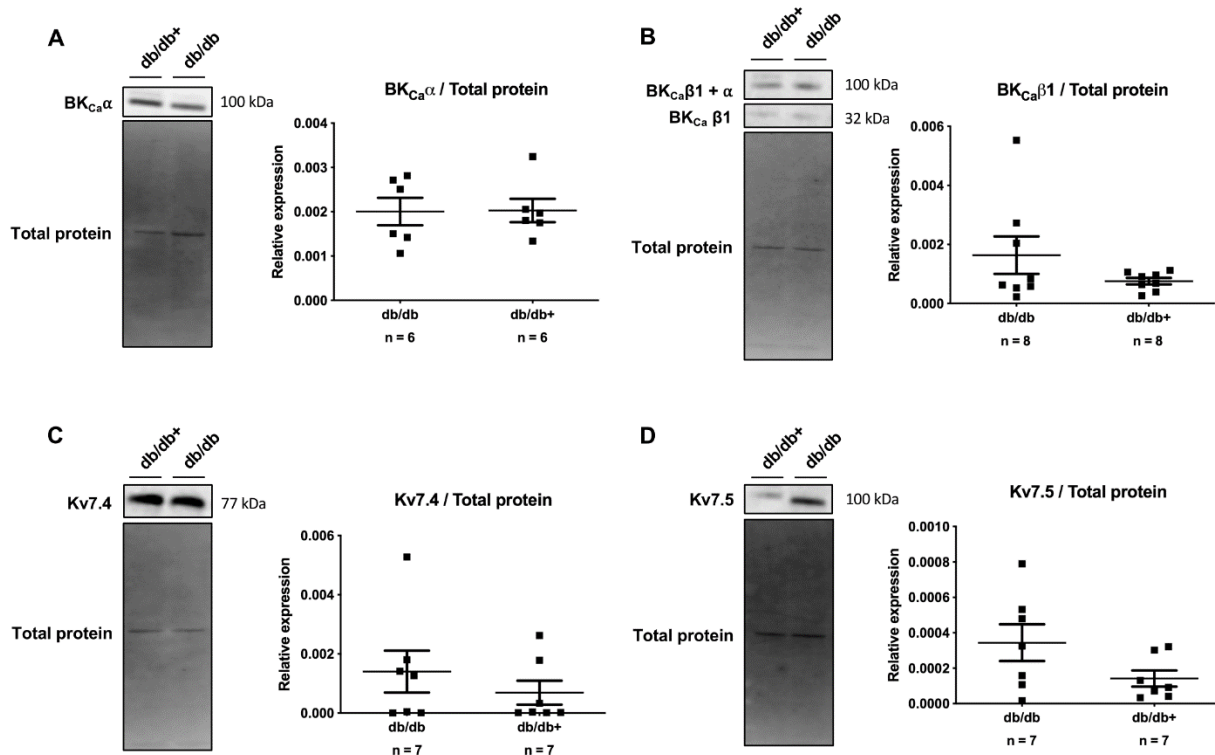 A
db/db+ db/db
BKCaα 100 kDa
Total protein
BKCaα / Total protein
Relative expression
0.004
0.003
0.002
0.001
0.000
db/db db/db+
n = 6 n = 6
B
db/db+ db/db
BKCaβ1 + α 100 kDa
BKCa β1 32 kDa
Total protein
BKCaβ1 / Total protein
Relative expression
0.006
0.004
0.002
0.000
db/db db/db+
n = 8 n = 8
C
db/db+ db/db
Kv7.4 77 kDa
Total protein
Kv7.4 / Total protein
Relative expression
0.006
0.004
0.002
0.000
db/db db/db+
n = 7 n = 7
D
db/db+ db/db
Kv7.5 100 kDa
Total protein
Kv7.5 / Total protein
Relative expression
0.0010
0.0008
0.0006
0.0004
0.0002
0.0000
db/db db/db+
n = 7 n = 7